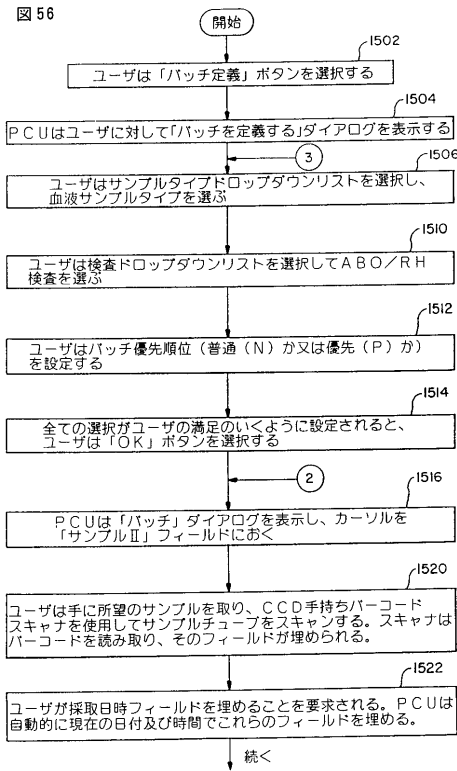 図56
開始
1502
ユーザは「バッチ定義」ボタンを選択する
1504
PCUはユーザに対して「バッチを定義する」ダイアログを表示する
3
1506
ユーザはサンプルタイプドロップダウンリストを選択し、
血液サンプルタイプを選ぶ
1510
ユーザは検査ドロップダウンリストを選択してABO/RH
検査を選ぶ
1512
ユーザはバッチ優先順位(普通(N)か又は優先(P)か)
を設定する
1514
全ての選択がユーザの満足のいくように設定されると、
ユーザは「OK」ボタンを選択する
2
1516
PCUは「バッチ」ダイアログを表示し、カーソルを
「サンプルII」フィールドにおく
1520
ユーザは手に所望のサンプルを取り、CCD手持ちバーコード
スキャナを使用してサンプルチューブをスキャンする。スキャナは
バーコードを読み取り、そのフィールドが埋められる。
1522
ユーザが採取日時フィールドを埋めることを要求される。PCUは
自動的に現在の日付及び時間でこれらのフィールドを埋める。
続く